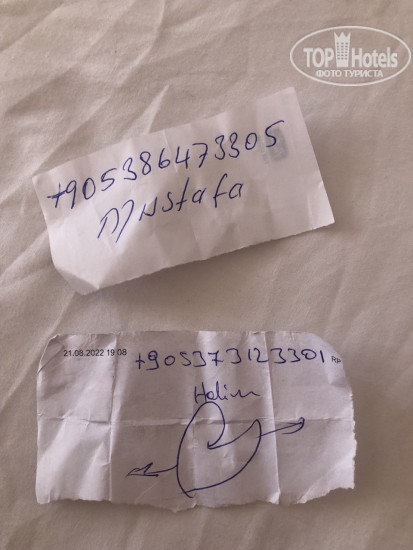 TOP Hotels
ФОТО ТУРИСТА
+905386473305
Mustafa
21.08.2022 19:08
+905373123301
Halim